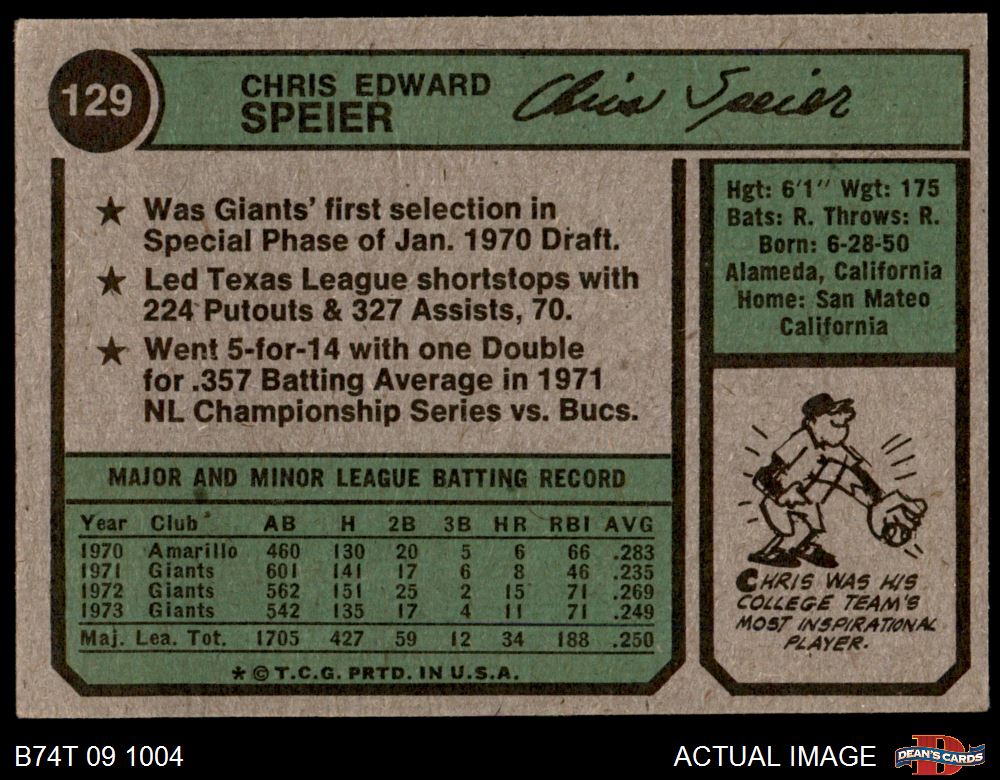 129
CHRIS EDWARD
SPEIER
Chris Speier
★ Was Giants' first selection in
Special Phase of Jan. 1970 Draft.
★ Led Texas League shortstops with
224 Putouts & 327 Assists, 70.
★ Went 5-for-14 with one Double
for .357 Batting Average in 1971
NL Championship Series vs. Bucs.
Hgt: 6'1" Wgt: 175
Bats: R. Throws: R.
Born: 6-28-50
Alameda, California
Home: San Mateo
California
MAJOR AND MINOR LEAGUE BATTING RECORD
Year Club AB H 2B 3B HR RBI AVG
1970 Amarillo 460 130 20 5 6 66 .283
1971 Giants 601 141 17 6 8 46 .235
1972 Giants 562 151 25 2 15 71 .269
1973 Giants 542 135 17 4 11 71 .249
Maj. Lea. Tot. 1705 427 59 12 34 188 .250
* © T.C.G. PRTD. IN U.S.A.
CHRIS WAS HIS
COLLEGE TEAM'S
MOST INSPIRATIONAL
PLAYER.
B74T 09 1004
ACTUAL IMAGE
D
DEAN'S CARDS